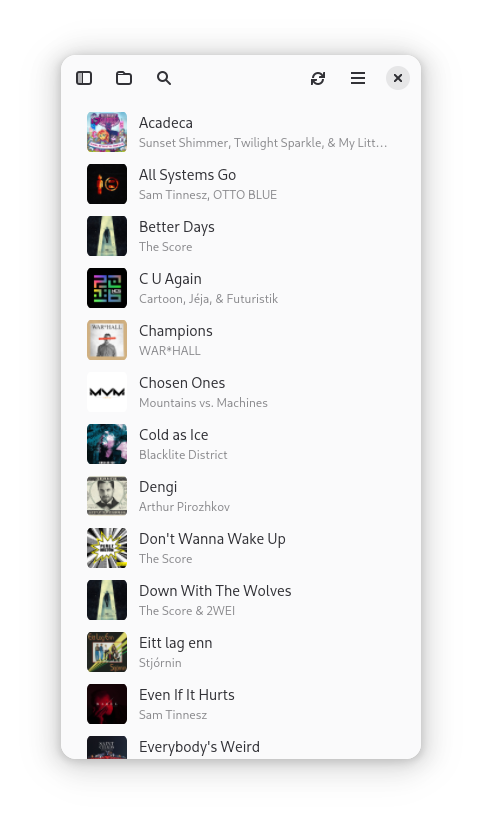 Acadeca
Sunset Shimmer, Twilight Sparkle, & My Litt...
All Systems Go
Sam Tinnesz, OTTO BLUE
Better Days
The Score
C U Again
Cartoon, Jéja, & Futuristik
WAR*HALL
Champions
WAR*HALL
MVM
Chosen Ones
Mountains vs. Machines
Cold as Ice
Blacklite District
Dengi
Arthur Pirozhkov
Don't Wanna Wake Up
The Score
Down With The Wolves
The Score & 2WEI
Eitt lag enn
Stjórnin
Even If It Hurts
Sam Tinnesz
Everybody's Weird